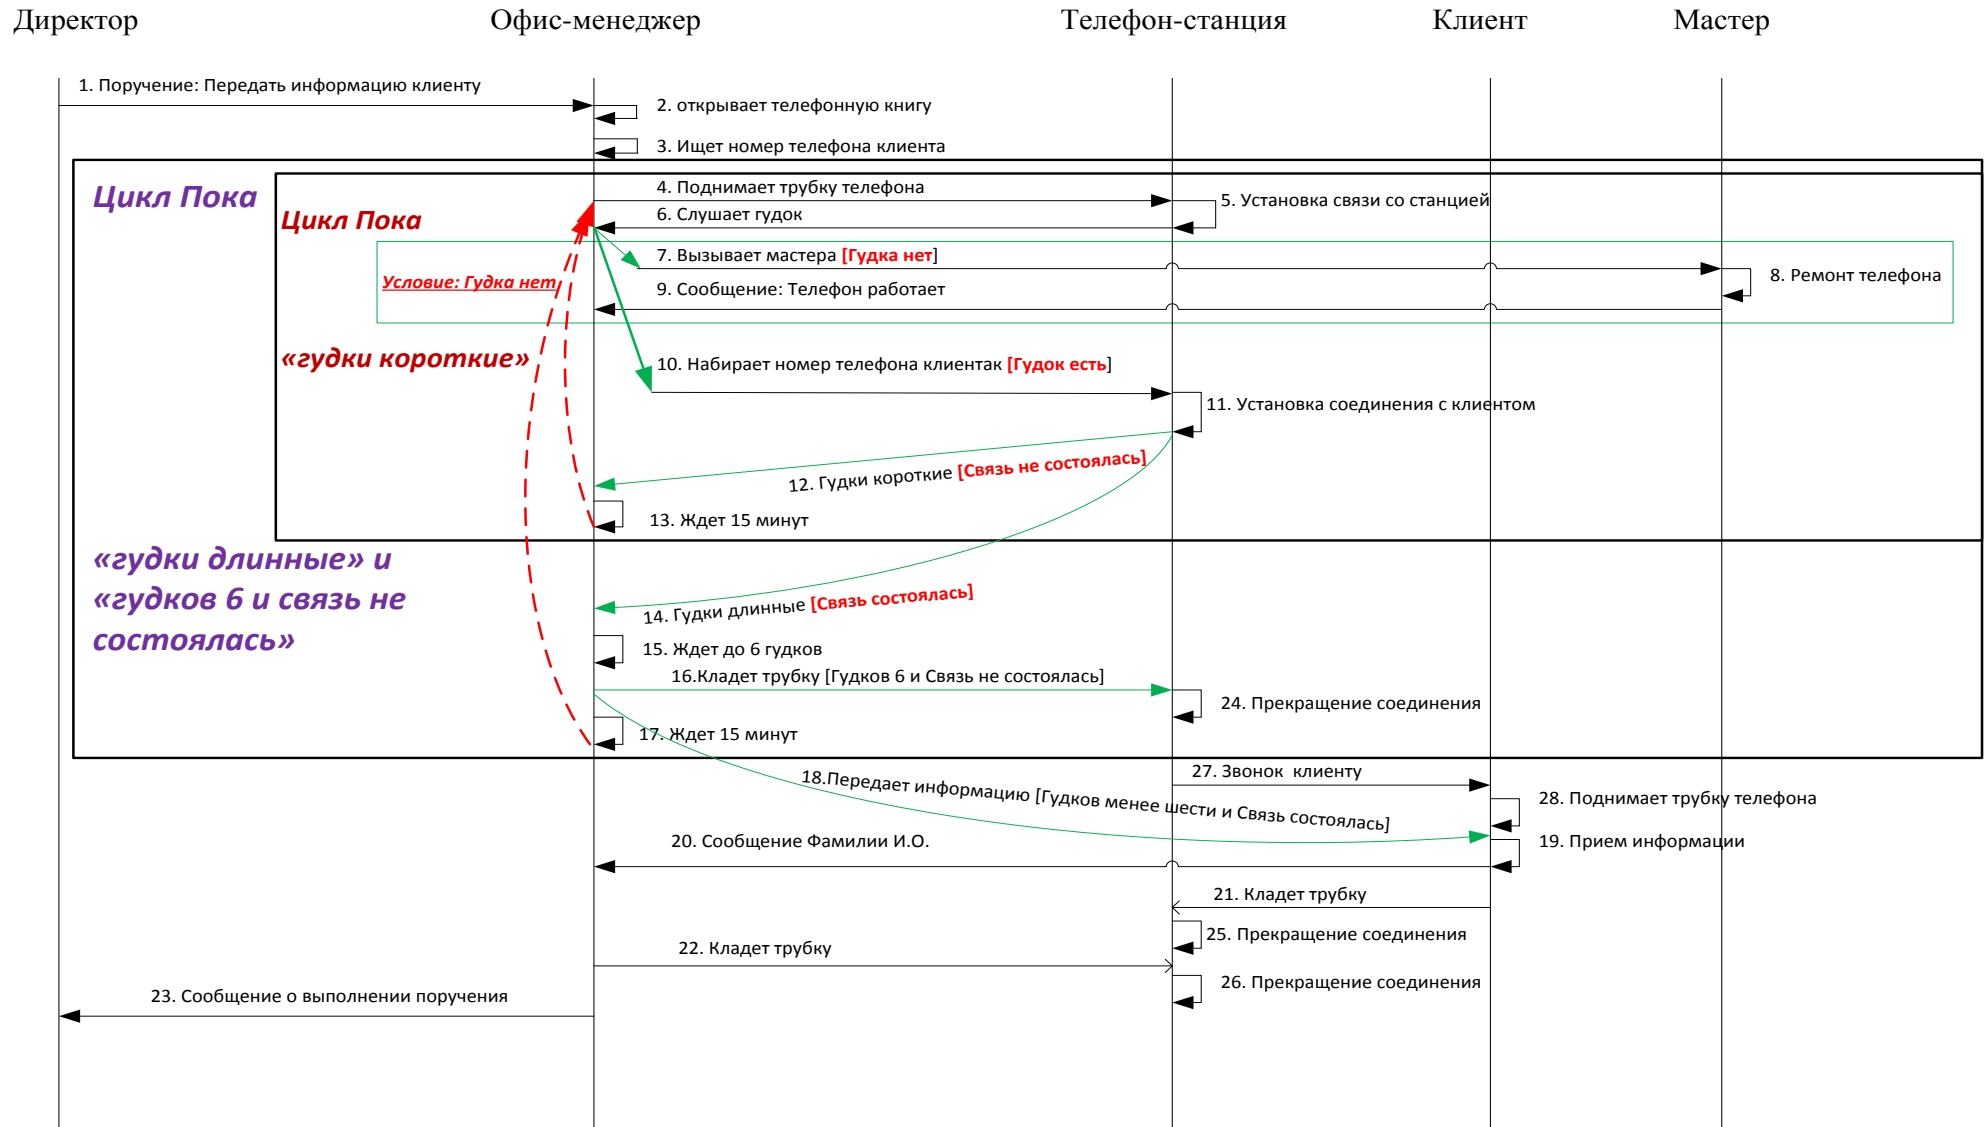 Директор Офис-менеджер Телефон-станция Клиент Мастер
1. Поручение: Передать информацию клиенту
2. открывает телефонную книгу
3. Ищет номер телефона клиента
Цикл Пока
4. Поднимает трубку телефона
5. Установка связи со станцией
Цикл Пока
6. Слушает гудок
7. Вызывает мастера [Гудка нет]
Условие: Гудка нет
8. Ремонт телефона
9. Сообщение: Телефон работает
«гудки короткие»
10. Набирает номер телефона клиентак [Гудок есть]
11. Установка соединения с клиентом
12. Гудки короткие [Связь не состоялась]
13. Ждет 15 минут
«гудки длинные» и
«гудков 6 и связь не
состоялась»
14. Гудки длинные [Связь состоялась]
15. Ждет до 6 гудков
16.Кладет трубку [Гудков 6 и Связь не состоялась]
24. Прекращение соединения
17. Ждет 15 минут
27. Звонок клиенту
18.Передает информацию [Гудков менее шести и Связь состоялась]
28. Поднимает трубку телефона
20. Сообщение Фамилии И.О.
19. Прием информации
21. Кладет трубку
25. Прекращение соединения
22. Кладет трубку
26. Прекращение соединения
23. Сообщение о выполнении поручения